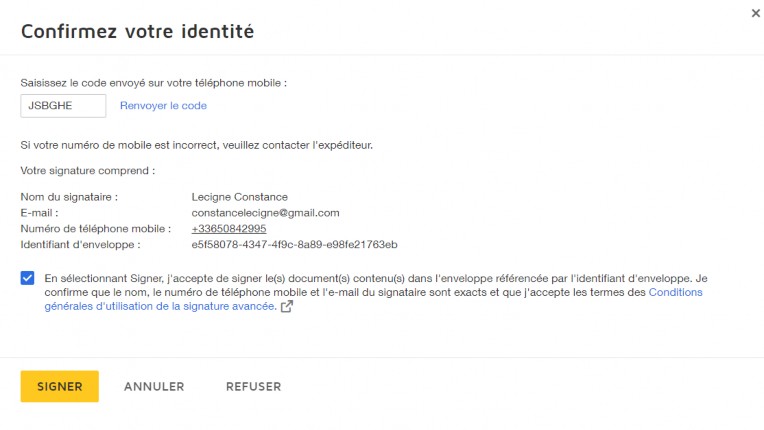 Confirmez votre identité
Saisissez le code envoyé sur votre téléphone mobile :
JSBGHE Renvoyer le code
Si votre numéro de mobile est incorrect, veuillez contacter l'expéditeur.
Votre signature comprend :
Nom du signataire : Lecigne Constance
E-mail : constancelecigne@gmail.com
Numéro de téléphone mobile : +33650842995
Identifiant d'enveloppe : e5f58078-4347-4f9c-8a89-e98fe21763eb
En sélectionnant Signer, j'accepte de signer le(s) document(s) contenu(s) dans l'enveloppe référencée par l'identifiant d'enveloppe. Je
confirme que le nom, le numéro de téléphone mobile et l'e-mail du signataire sont exacts et que j'accepte les termes des Conditions
générales d'utilisation de la signature avancée.
SIGNER ANNULER REFUSER